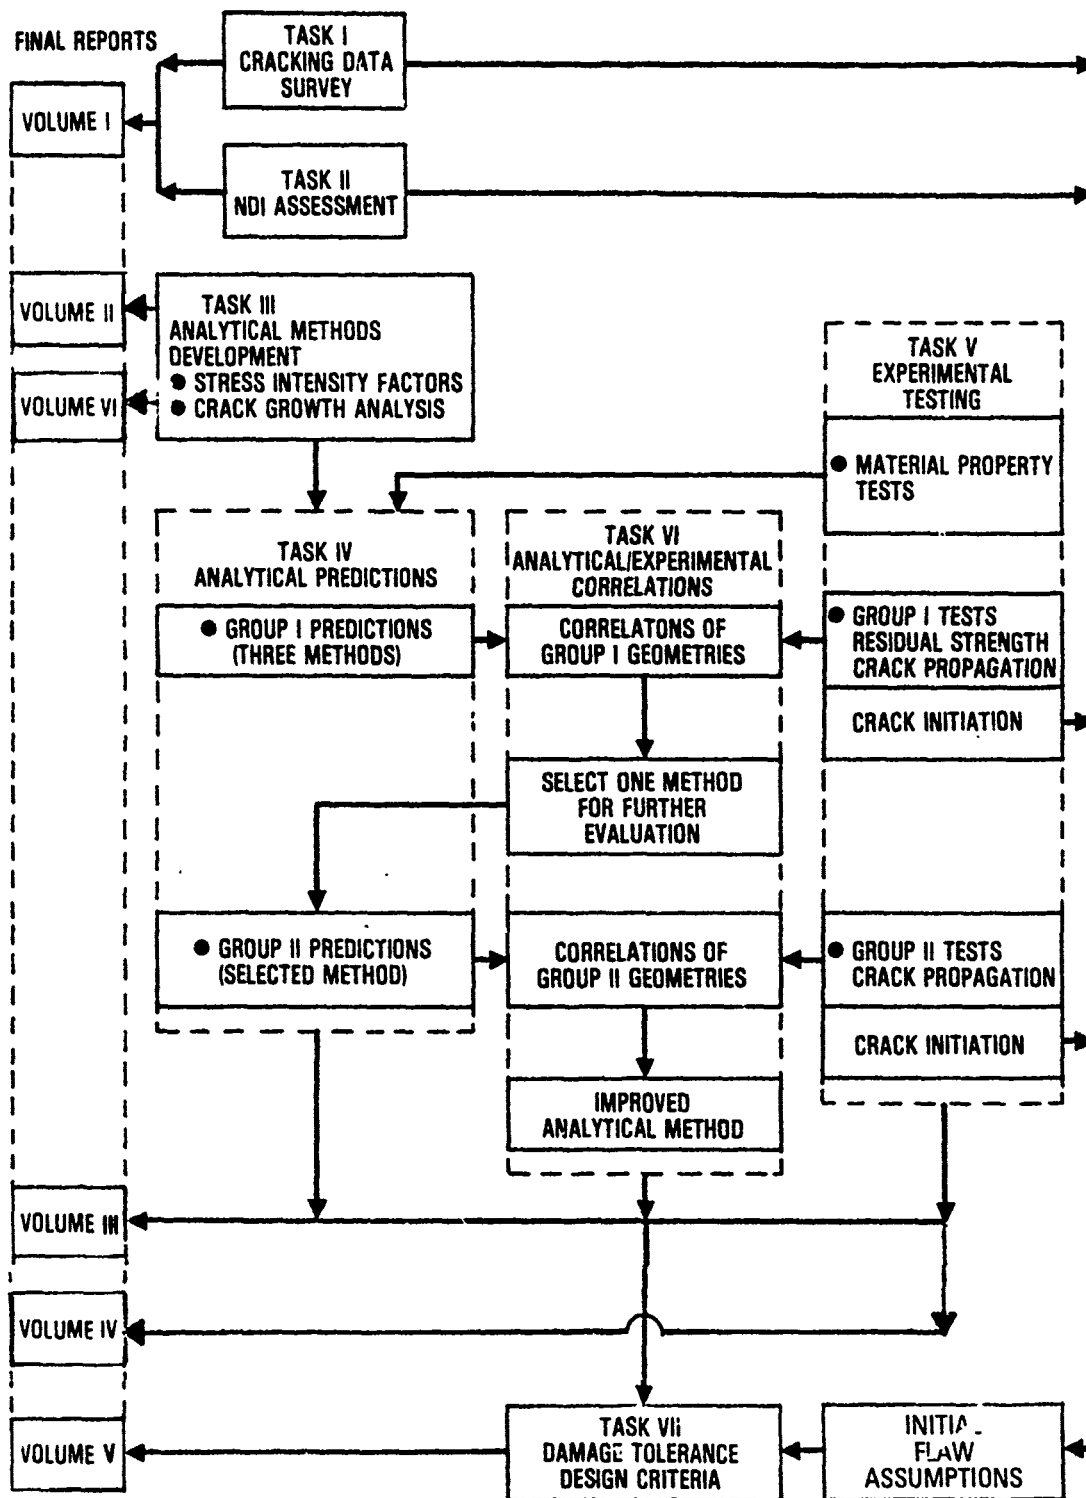 FINAL REPORTS
TASK I
CRACKING DATA
SURVEY
VOLUME I
TASK II
NDI ASSESSMENT
VOLUME II
TASK III
ANALYTICAL METHODS
DEVELOPMENT
● STRESS INTENSITY FACTORS
● CRACK GROWTH ANALYSIS
VOLUME VI
TASK V
EXPERIMENTAL
TESTING
● MATERIAL PROPERTY
TESTS
TASK IV
ANALYTICAL PREDICTIONS
TASK VI
ANALYTICAL/EXPERIMENTAL
CORRELATIONS
● GROUP I PREDICTIONS
(THREE METHODS)
CORRELATONS OF
GROUP I GEOMETRIES
● GROUP I TESTS
RESIDUAL STRENGTH
CRACK PROPAGATION
CRACK INITIATION
SELECT ONE METHOD
FOR FURTHER
EVALUATION
● GROUP II PREDICTIONS
(SELECTED METHOD)
CORRELATIONS OF
GROUP II GEOMETRIES
● GROUP II TESTS
CRACK PROPAGATION
CRACK INITIATION
IMPROVED
ANALYTICAL METHOD
VOLUME III
VOLUME IV
VOLUME V
TASK VII
DAMAGE TOLERANCE
DESIGN CRITERIA
INITIAL
FLAW
ASSUMPTIONS